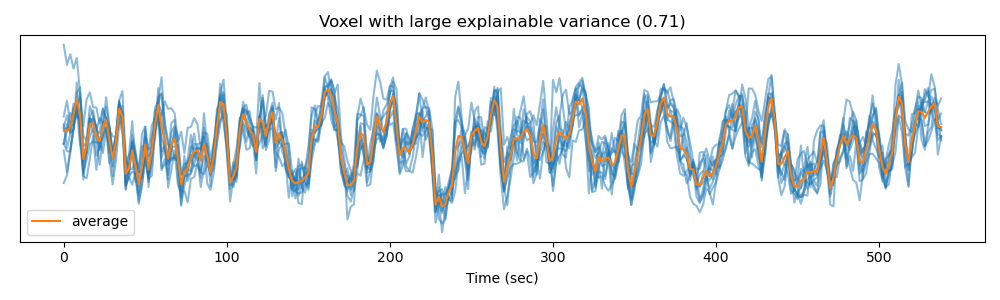 Voxel with large explainable variance (0.71)
average
0 100 200 300 400 500
Time (sec)